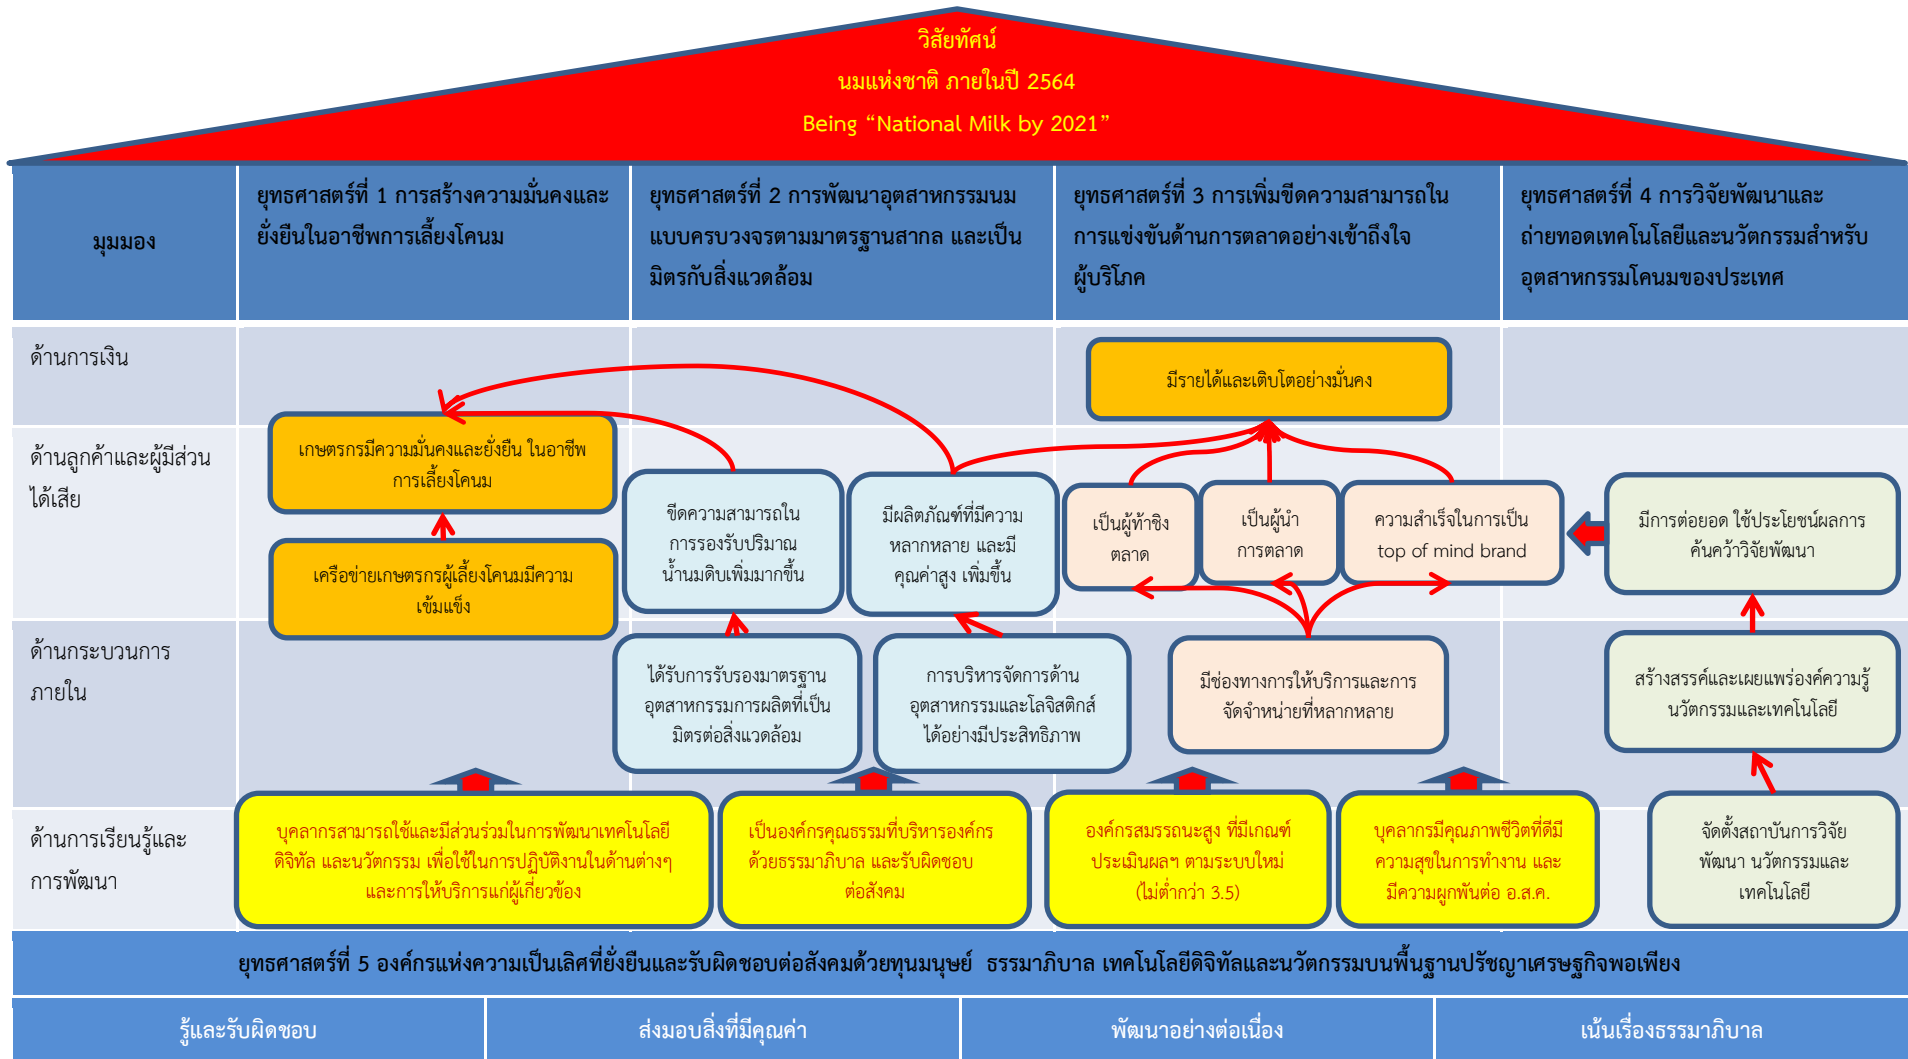 วิสัยทัศน์
นมแห่งชาติ ภายในปี 2564
Being “National Milk by 2021”
มุมมอง
ยุทธศาสตร์ที่ 1 การสร้างความมั่นคงและ
ยั่งยืนในอาชีพการเลี้ยงโคนม
ยุทธศาสตร์ที่ 2 การพัฒนาอุตสาหกรรมนม
แบบครบวงจรตามมาตรฐานสากล และเป็น
มิตรกับสิ่งแวดล้อม
ยุทธศาสตร์ที่ 3 การเพิ่มขีดความสามารถใน
การแข่งขันด้านการตลาดอย่างเข้าถึงใจ
ผู้บริโภค
ยุทธศาสตร์ที่ 4 การวิจัยพัฒนาและ
ถ่ายทอดเทคโนโลยีและนวัตกรรมสำหรับ
อุตสาหกรรมโคนมของประเทศ
ด้านการเงิน
มีรายได้และเติบโตอย่างมั่นคง
ด้านลูกค้าและผู้มีส่วน
ได้เสีย
เกษตรกรมีความมั่นคงและยั่งยืน ในอาชีพ
การเลี้ยงโคนม
เครือข่ายเกษตรกรผู้เลี้ยงโคนมมีความ
เข้มแข็ง
ขีดความสามารถใน
การรองรับปริมาณ
น้ำนมดิบเพิ่มมากขึ้น
มีผลิตภัณฑ์ที่มีความ
หลากหลาย และมี
คุณค่าสูง เพิ่มขึ้น
เป็นผู้ท้าชิง
ตลาด
เป็นผู้นำ
การตลาด
ความสำเร็จในการเป็น
top of mind brand
มีการต่อยอด ใช้ประโยชน์ผลการ
ค้นคว้าวิจัยพัฒนา
ด้านกระบวนการ
ภายใน
ได้รับการรับรองมาตรฐาน
อุตสาหกรรมการผลิตที่เป็น
มิตรต่อสิ่งแวดล้อม
การบริหารจัดการด้าน
อุตสาหกรรมและโลจิสติกส์
ได้อย่างมีประสิทธิภาพ
มีช่องทางการให้บริการและการ
จัดจำหน่ายที่หลากหลาย
สร้างสรรค์และเผยแพร่องค์ความรู้
นวัตกรรมและเทคโนโลยี
ด้านการเรียนรู้และ
การพัฒนา
บุคลากรสามารถใช้และมีส่วนร่วมในการพัฒนาเทคโนโลยี
ดิจิทัล และนวัตกรรม เพื่อใช้ในการปฏิบัติงานในด้านต่างๆ
และการให้บริการแก่ผู้เกี่ยวข้อง
เป็นองค์กรคุณธรรมที่บริหารองค์กร
ด้วยธรรมาภิบาล และรับผิดชอบ
ต่อสังคม
องค์กรสมรรถนะสูง ที่มีเกณฑ์
ประเมินผลฯ ตามระบบใหม่
(ไม่ต่ำกว่า 3.5)
บุคลากรมีคุณภาพชีวิตที่ดีมี
ความสุขในการทำงาน และ
มีความผูกพันต่อ อ.ส.ค.
จัดตั้งสถาบันการวิจัย
พัฒนา นวัตกรรมและ
เทคโนโลยี
ยุทธศาสตร์ที่ 5 องค์กรแห่งความเป็นเลิศที่ยั่งยืนและรับผิดชอบต่อสังคมด้วยทุนมนุษย์ ธรรมาภิบาล เทคโนโลยีดิจิทัลและนวัตกรรมบนพื้นฐานปรัชญาเศรษฐกิจพอเพียง
รู้และรับผิดชอบ
ส่งมอบสิ่งที่มีคุณค่า
พัฒนาอย่างต่อเนื่อง
เน้นเรื่องธรรมาภิบาล